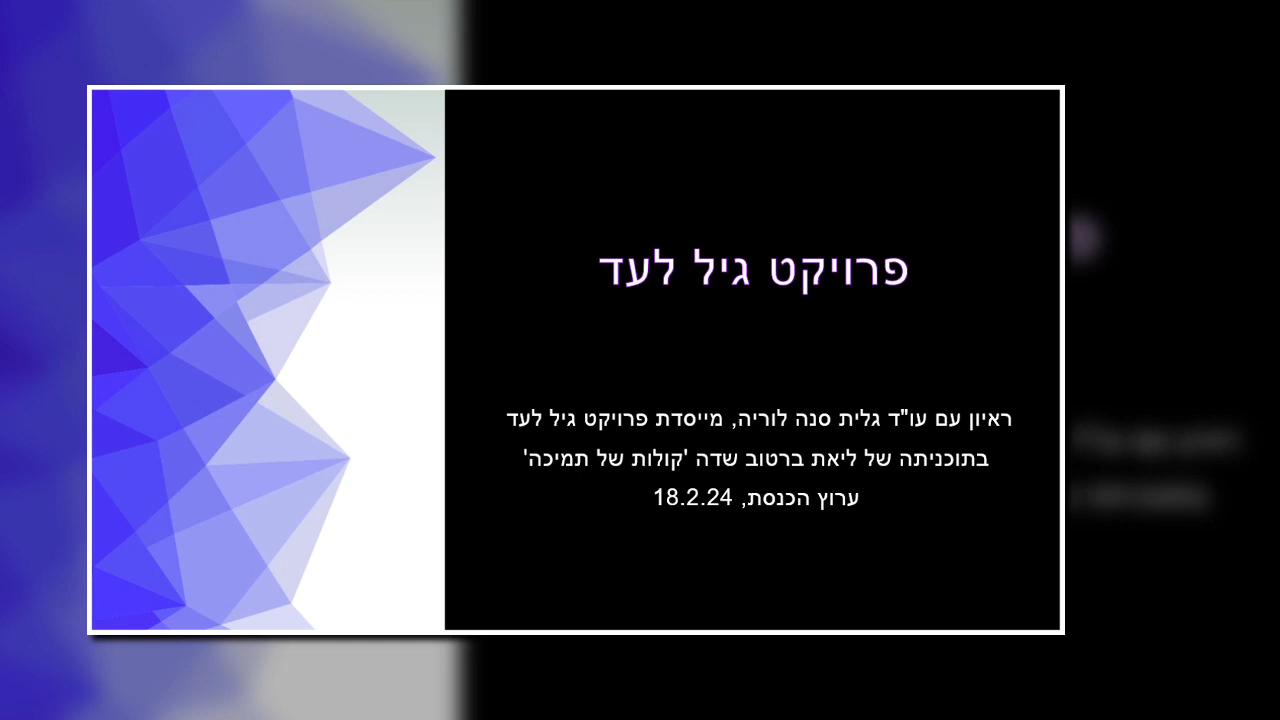 פרויקט גיל לעד
ראיון עם עו"ד גלית סנה לוריה, מייסדת פרויקט גיל לעד
בתוכניתה של ליאת ברטוב שדה 'קולות של תמיכה'
ערוץ הכנסת, 18.2.24